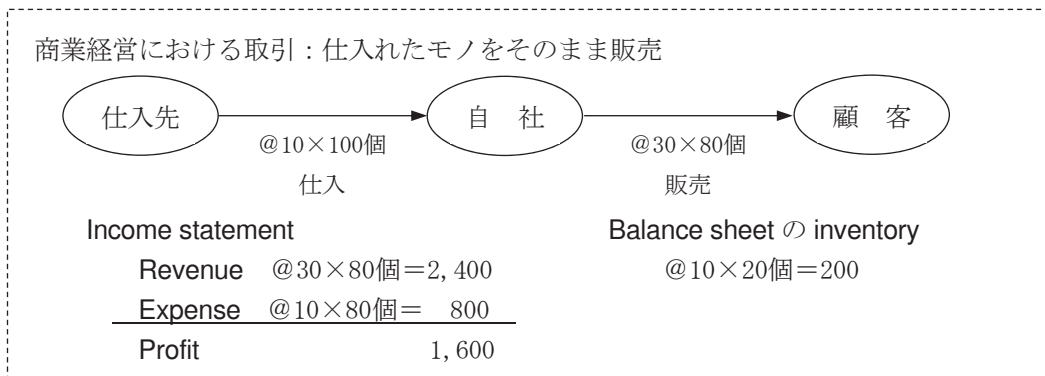 商業経営における取引：仕入れたモノをそのまま販売
仕入先 自 社 顧 客
@10×100個 @30×80個
仕入 販売
Income statement Balance sheet の inventory
Revenue @30×80個＝2,400 @10×20個＝200
Expense @10×80個＝ 800
Profit 1,600